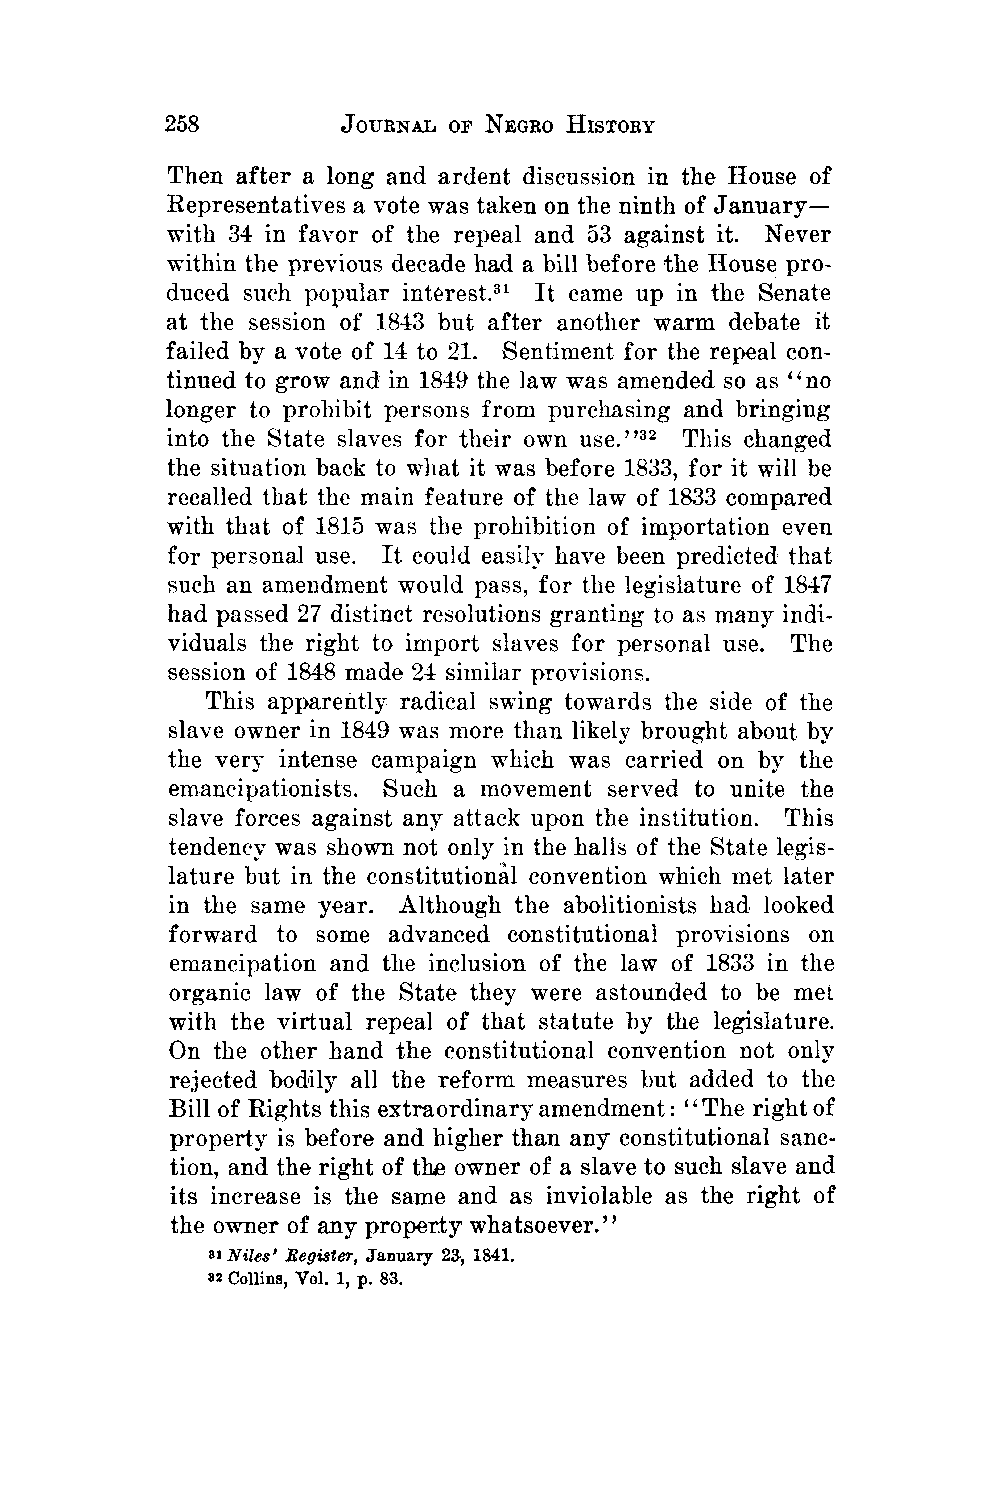 258 JOURNAL OF NEGRO HISTORY
Then after a long and ardent discussion in the House of
Representatives a vote was taken on the ninth of January—
with 34 in favor of the repeal and 53 against it. Never
within the previous decade had a bill before the House pro-
duced such popular interest.³¹ It came up in the Senate
at the session of 1843 but after another warm debate it
failed by a vote of 14 to 21. Sentiment for the repeal con-
tinued to grow and in 1849 the law was amended so as "no
longer to prohibit persons from purchasing and bringing
into the State slaves for their own use."³² This changed
the situation back to what it was before 1833, for it will be
recalled that the main feature of the law of 1833 compared
with that of 1815 was the prohibition of importation even
for personal use. It could easily have been predicted that
such an amendment would pass, for the legislature of 1847
had passed 27 distinct resolutions granting to as many indi-
viduals the right to import slaves for personal use. The
session of 1848 made 24 similar provisions.
This apparently radical swing towards the side of the
slave owner in 1849 was more than likely brought about by
the very intense campaign which was carried on by the
emancipationists. Such a movement served to unite the
slave forces against any attack upon the institution. This
tendency was shown not only in the halls of the State legis-
lature but in the constitutional convention which met later
in the same year. Although the abolitionists had looked
forward to some advanced constitutional provisions on
emancipation and the inclusion of the law of 1833 in the
organic law of the State they were astounded to be met
with the virtual repeal of that statute by the legislature.
On the other hand the constitutional convention not only
rejected bodily all the reform measures but added to the
Bill of Rights this extraordinary amendment: "The right of
property is before and higher than any constitutional sanc-
tion, and the right of the owner of a slave to such slave and
its increase is the same and as inviolable as the right of
the owner of any property whatsoever."
³¹ Niles' Register, January 23, 1841.
³² Collins, Vol. 1, p. 83.